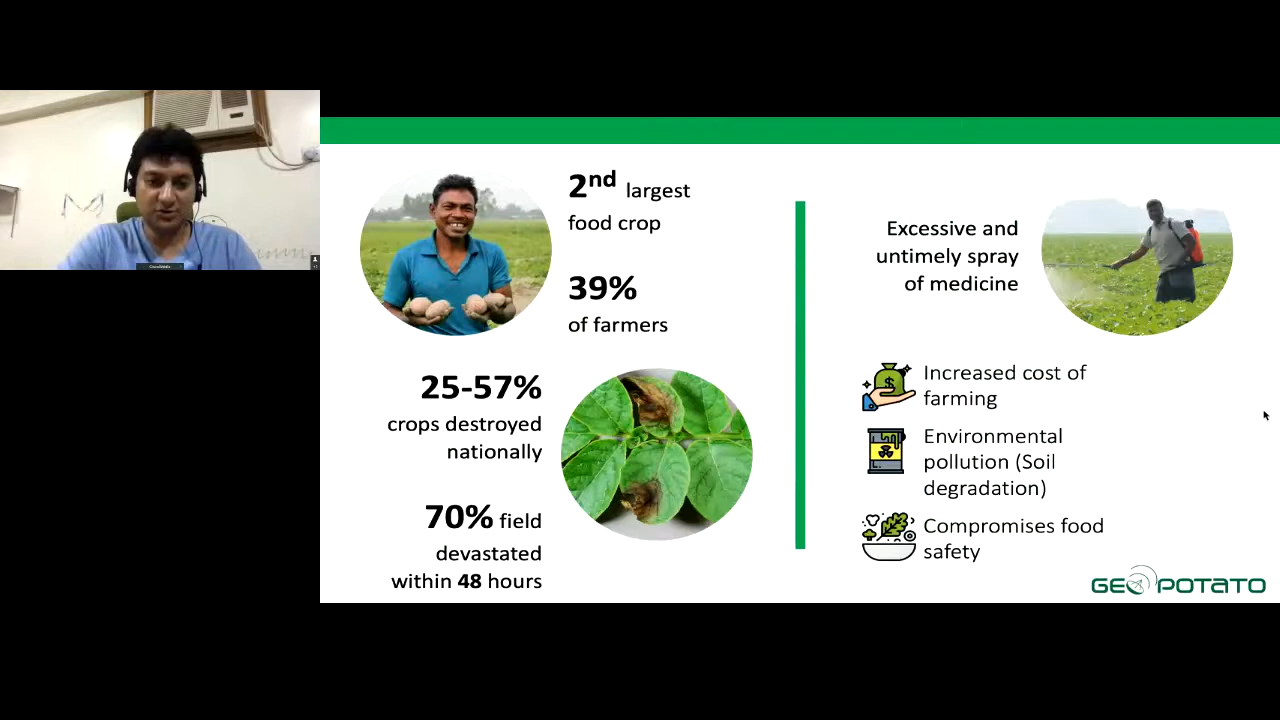 2nd largest
food crop
39%
of farmers
25-57%
crops destroyed
nationally
70% field
devastated
within 48 hours
Excessive and
untimely spray
of medicine
Increased cost of
farming
Environmental
pollution (Soil
degradation)
Compromises food
safety
GEOPOTATO